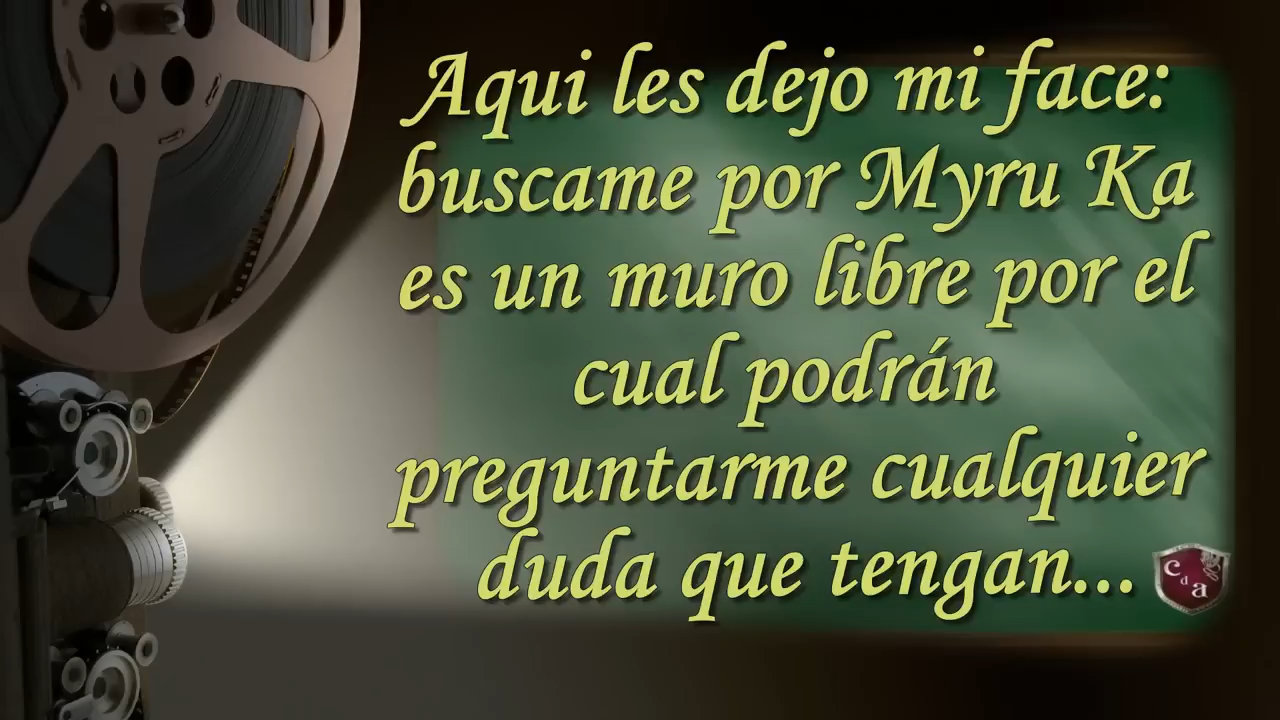 Aqui les dejo mi face:
buscame por Myru Ka
es un muro libre por el
cual podrán
preguntarme cualquier
duda que tengan...
c d a